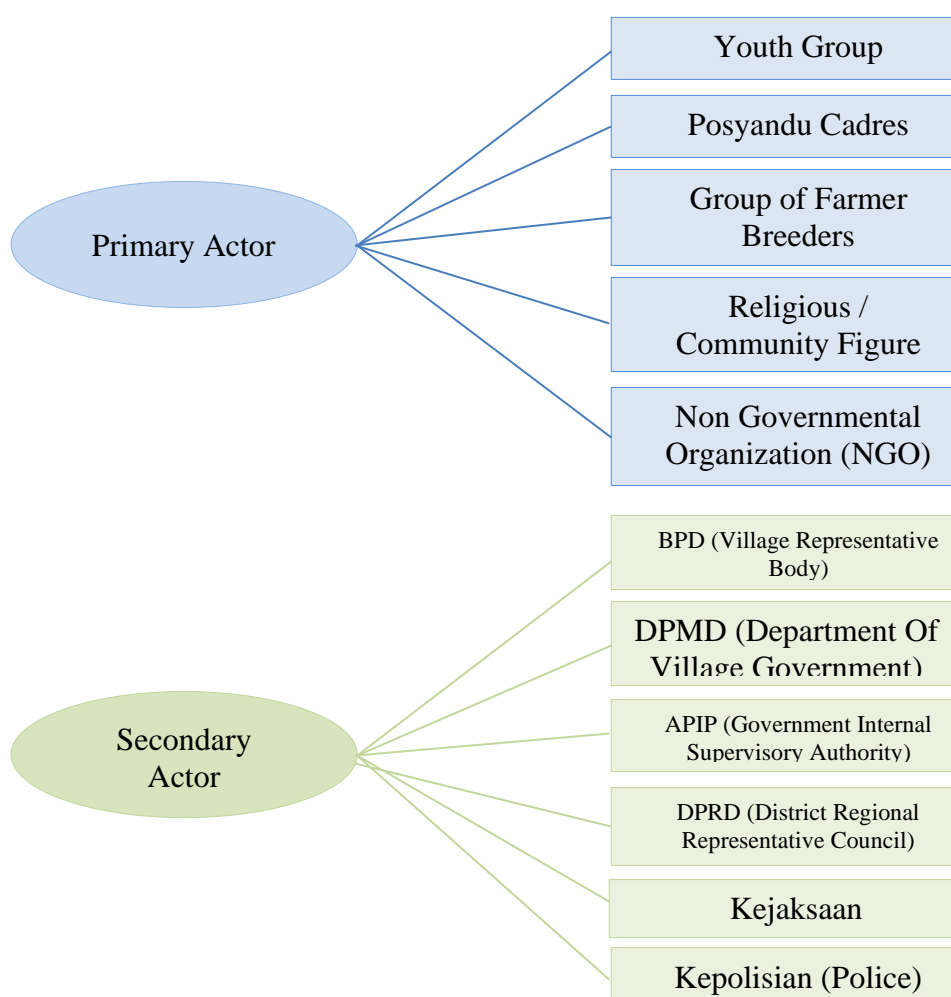 Youth Group
Posyandu Cadres
Group of Farmer
Breeders
Primary Actor
Religious /
Community Figure
Non Governmental
Organization (NGO)
BPD (Village Representative
Body)
DPMD (Department Of
Village Government)
APIP (Government Internal
Supervisory Authority)
Secondary
Actor
DPRD (District Regional
Representative Council)
Kejaksaan
Kepolisian (Police)